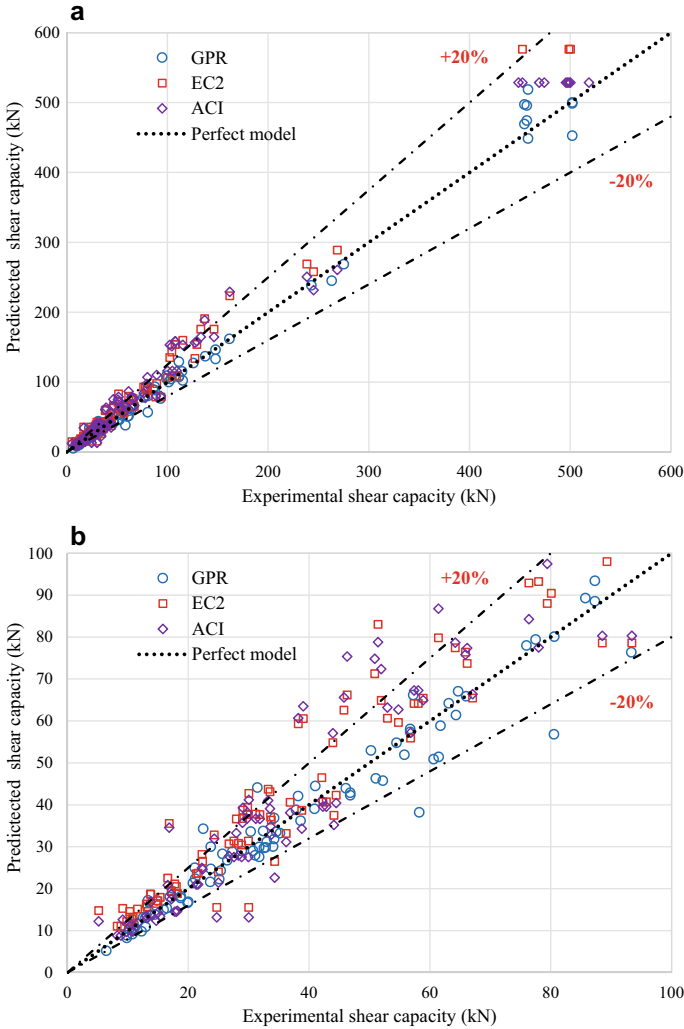 a
600
500
400
300
200
100
0
GPR
EC2
ACI
Perfect model
+20%
-20%
0 100 200 300 400 500 600
Predictected shear capacity (kN)
Experimental shear capacity (kN)
b
100
90
80
70
60
50
40
30
20
10
0
GPR
EC2
ACI
Perfect model
+20%
-20%
0 20 40 60 80 100
Predictected shear capacity (kN)
Experimental shear capacity (kN)